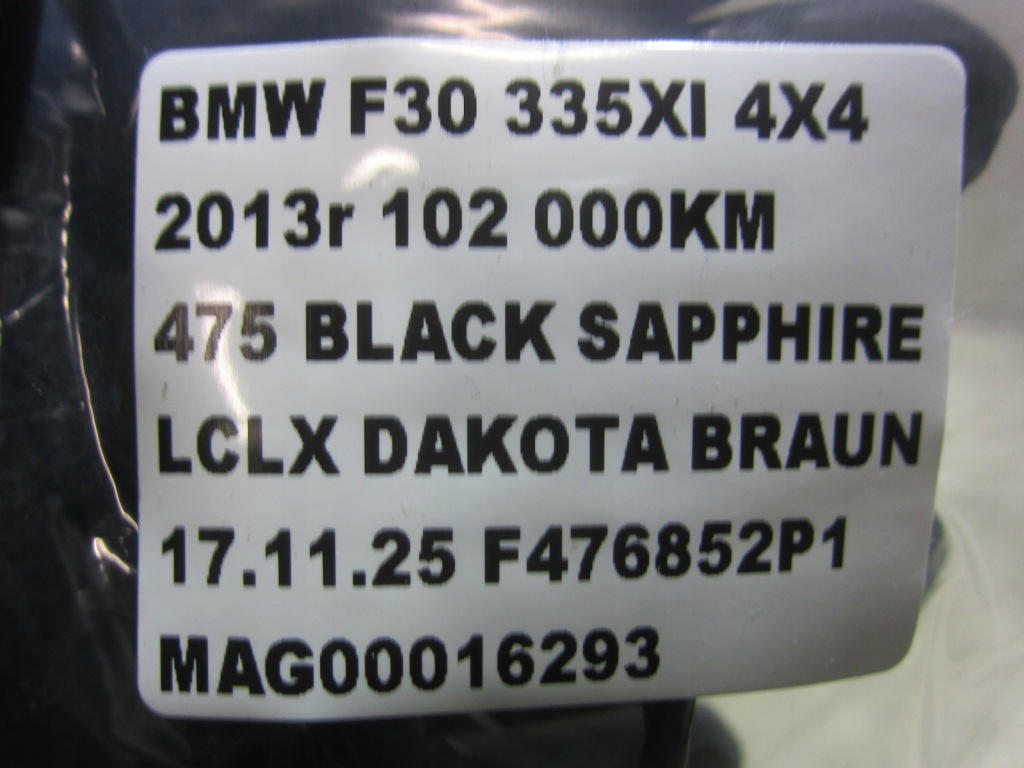 BMW F30 335XI 4X4
2013r 102 000KM
475 BLACK SAPPHIRE
LCLX DAKOTA BRAUN
17.11.25 F476852P1
MAG00016293